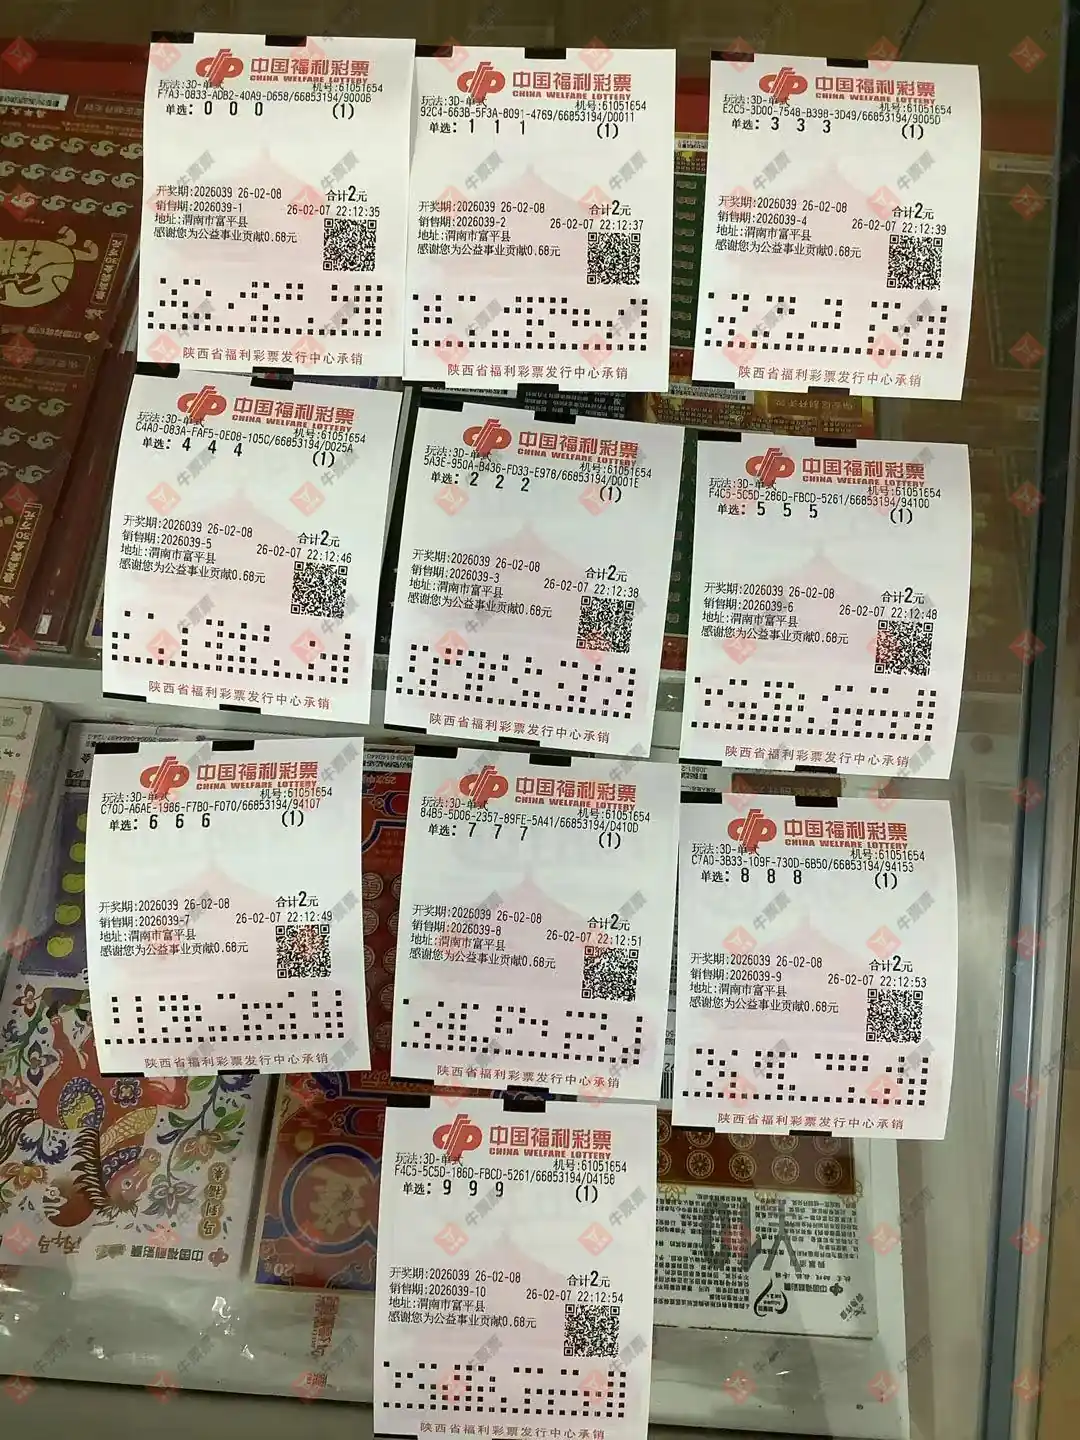 中国福利彩票
CHINA WELFARE LOTTERY
玩法:3D-单式 机号:61051654
F7A3-0833-ADB2-40A9-D658/66853194/9000B
单选: 0 0 0 (1)
开奖期:2026039 26-02-08 合计2元
销售期:2026039-1 26-02-07 22:12:35
地址:渭南市富平县
感谢您为公益事业贡献0.68元
陕西省福利彩票发行中心承销
中国福利彩票
CHINA WELFARE LOTTERY
玩法:3D-单式 机号:61051654
92C4-663B-5F3A-8091-4769/66853194/D0011
单选: 1 1 1 (1)
开奖期:2026039 26-02-08 合计2元
销售期:2026039-2 26-02-07 22:12:37
地址:渭南市富平县
感谢您为公益事业贡献0.68元
陕西省福利彩票发行中心承销
中国福利彩票
CHINA WELFARE LOTTERY
玩法:3D-单式 机号:61051654
E2C5-3D00-7548-B398-3D49/66853194/9005D
单选: 3 3 3 (1)
开奖期:2026039 26-02-08 合计2元
销售期:2026039-4 26-02-07 22:12:39
地址:渭南市富平县
感谢您为公益事业贡献0.68元
陕西省福利彩票发行中心承销
中国福利彩票
CHINA WELFARE LOTTERY
玩法:3D-单式 机号:61051654
C4A0-083A-FAF5-0E08-105C/66853194/D025A
单选: 4 4 4 (1)
开奖期:2026039 26-02-08 合计2元
销售期:2026039-5 26-02-07 22:12:46
地址:渭南市富平县
感谢您为公益事业贡献0.68元
陕西省福利彩票发行中心承销
中国福利彩票
CHINA WELFARE LOTTERY
玩法:3D-单式 机号:61051654
5A3E-950A-B436-FD33-E978/66853194/D001E
单选: 2 2 2 (1)
开奖期:2026039 26-02-08 合计2元
销售期:2026039-3 26-02-07 22:12:38
地址:渭南市富平县
感谢您为公益事业贡献0.68元
陕西省福利彩票发行中心承销
中国福利彩票
CHINA WELFARE LOTTERY
玩法:3D-单式 机号:61051654
F4C5-5C5D-286D-FBCD-5261/66853194/94100
单选: 5 5 5 (1)
开奖期:2026039 26-02-08 合计2元
销售期:2026039-6 26-02-07 22:12:48
地址:渭南市富平县
感谢您为公益事业贡献0.68元
陕西省福利彩票发行中心承销
中国福利彩票
CHINA WELFARE LOTTERY
玩法:3D-单式 机号:61051654
C70D-A6AE-1986-F7B0-F070/66853194/94107
单选: 6 6 6 (1)
开奖期:2026039 26-02-08 合计2元
销售期:2026039-7 26-02-07 22:12:49
地址:渭南市富平县
感谢您为公益事业贡献0.68元
陕西省福利彩票发行中心承销
中国福利彩票
CHINA WELFARE LOTTERY
玩法:3D-单式 机号:61051654
84B5-5D06-2357-89FE-5A41/66853194/D410D
单选: 7 7 7 (1)
开奖期:2026039 26-02-08 合计2元
销售期:2026039-8 26-02-07 22:12:51
地址:渭南市富平县
感谢您为公益事业贡献0.68元
陕西省福利彩票发行中心承销
中国福利彩票
CHINA WELFARE LOTTERY
玩法:3D-单式 机号:61051654
C7A0-3B33-109F-730D-6B50/66853194/94153
单选: 8 8 8 (1)
开奖期:2026039 26-02-08 合计2元
销售期:2026039-9 26-02-07 22:12:53
地址:渭南市富平县
感谢您为公益事业贡献0.68元
陕西省福利彩票发行中心承销
中国福利彩票
CHINA WELFARE LOTTERY
玩法:3D-单式 机号:61051654
F4C5-5C5D-186D-FBCD-5261/66853194/D4158
单选: 9 9 9 (1)
开奖期:2026039 26-02-08 合计2元
销售期:2026039-10 26-02-07 22:12:54
地址:渭南市富平县
感谢您为公益事业贡献0.68元
陕西省福利彩票发行中心承销
中国福利彩票
牛票票